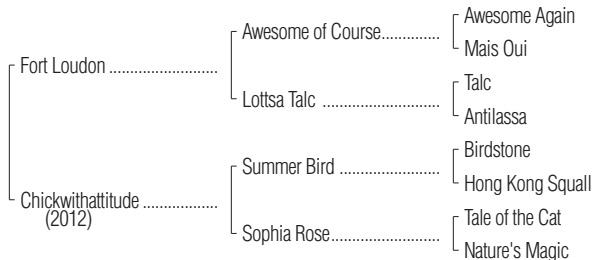 Awesome Again
Awesome of Course..............
Mais Oui
Fort Loudon ..........................
Talc
Lottsa Talc ............................
Antilassa
Birdstone
Summer Bird ........................
Hong Kong Squall
Chickwithattitude ..................
(2012)
Tale of the Cat
Sophia Rose..........................
Nature's Magic